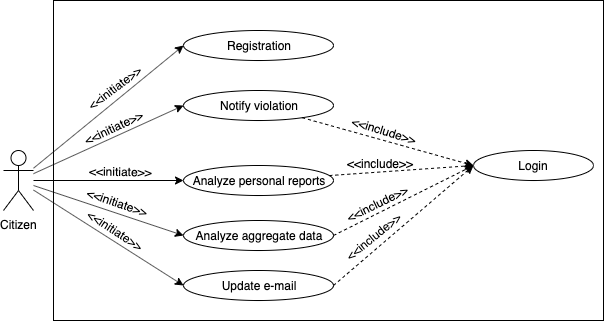 Registration
<<initiate>>
Notify violation
<<initiate>>
<<include>>
<<initiate>>
Analyze personal reports
<<include>>
Login
Citizen
<<initiate>>
Analyze aggregate data
<<include>>
<<initiate>>
Update e-mail
<<include>>